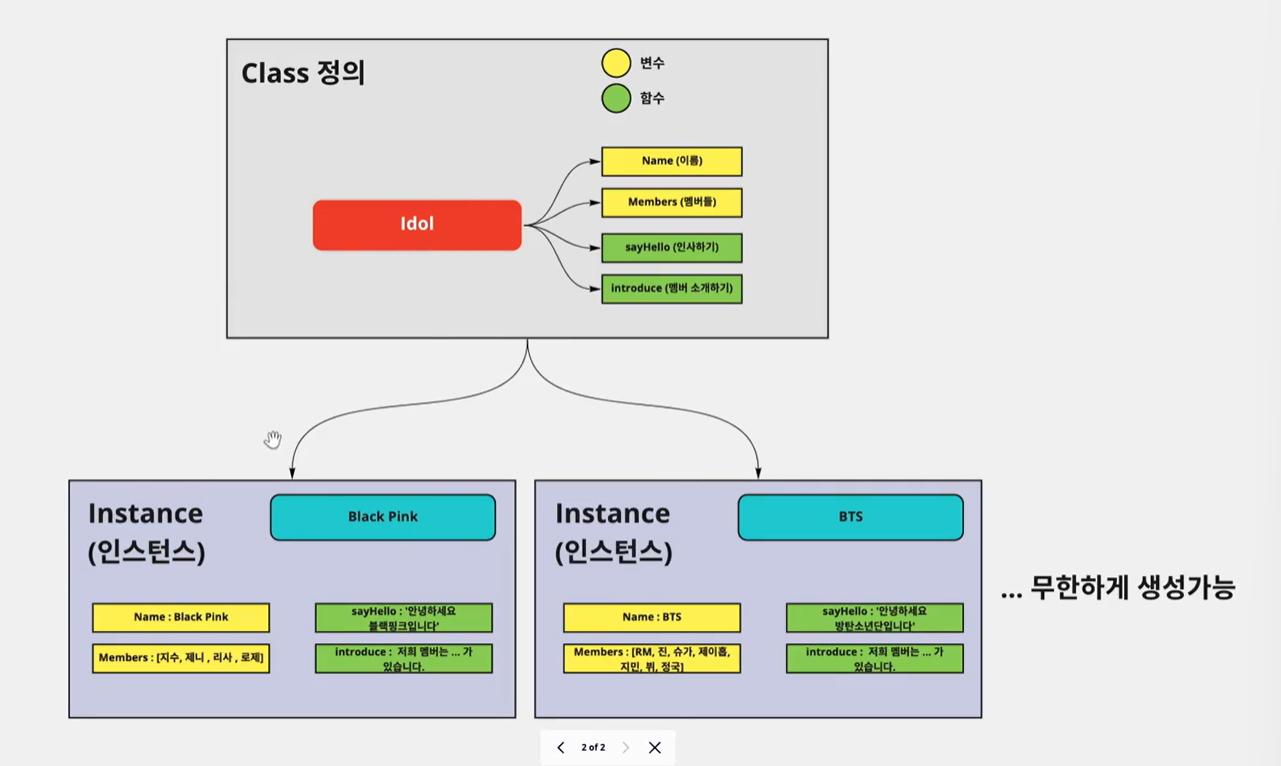 Class 정의
변수
함수
Idol
Name (이름)
Members (멤버들)
sayHello (인사하기)
introduce (멤버 소개하기)
Instance
(인스턴스)
Black Pink
Name : Black Pink
Members : [지수, 제니 , 리사 , 로제]
sayHello : '안녕하세요
블랙핑크입니다'
introduce :  저희 멤버는 ... 가
있습니다.
Instance
(인스턴스)
BTS
Name : BTS
Members : [RM, 진, 슈가, 제이홉,
지민, 뷔, 정국]
sayHello : '안녕하세요
방탄소년단입니다'
introduce :  저희 멤버는 ... 가
있습니다.
... 무한하게 생성가능
2 of 2